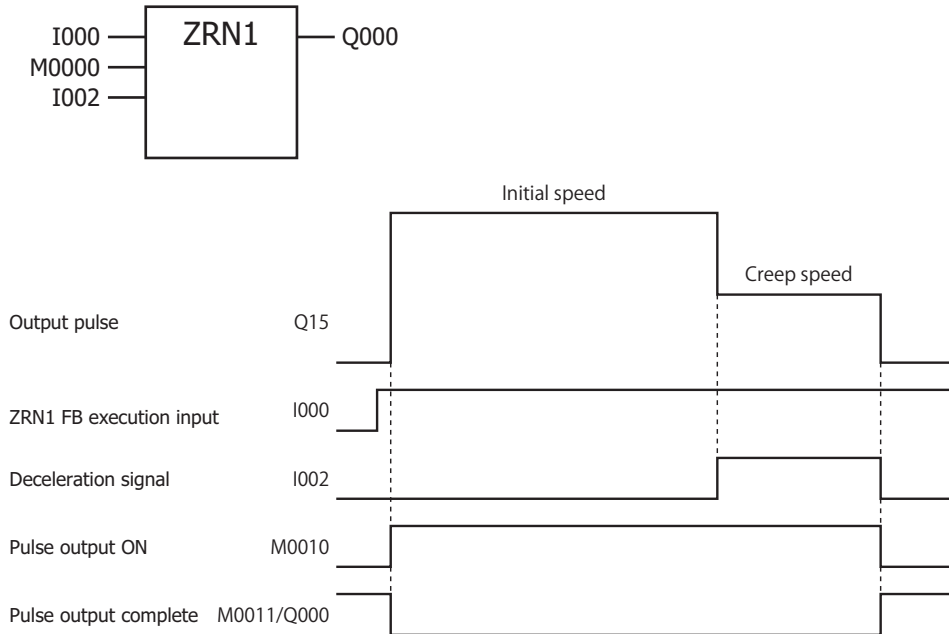 I000 ZRN1 Q000
M0000
I002
Initial speed
Creep speed
Output pulse Q15
ZRN1 FB execution input I000
Deceleration signal I002
Pulse output ON M0010
Pulse output complete M0011/Q000